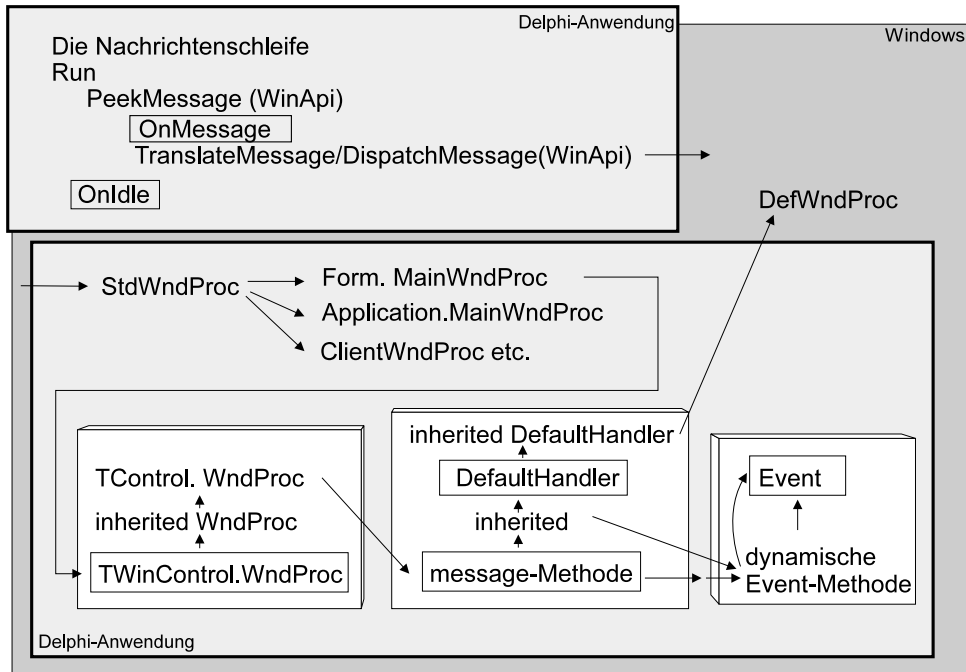 Delphi-Anwendung
Windows
Die Nachrichtenschleife
Run
PeekMessage (WinApi)
OnMessage
TranslateMessage/DispatchMessage(WinApi)
OnIdle
DefWndProc
StdWndProc
Form. MainWndProc
Application.MainWndProc
ClientWndProc etc.
TControl. WndProc
inherited WndProc
TWinControl.WndProc
inherited DefaultHandler
DefaultHandler
inherited
message-Methode
Event
dynamische
Event-Methode
Delphi-Anwendung